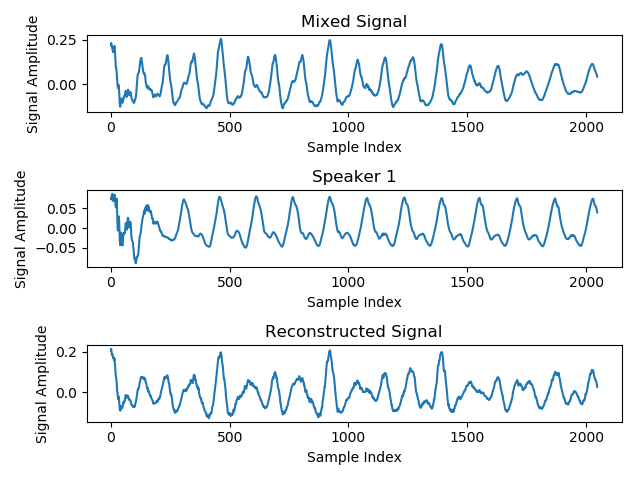 Mixed Signal
Signal Amplitude
0.25
0.00
0 500 1000 1500 2000
Sample Index
Speaker 1
Signal Amplitude
0.05
0.00
−0.05
0 500 1000 1500 2000
Sample Index
Reconstructed Signal
Signal Amplitude
0.2
0.0
0 500 1000 1500 2000
Sample Index